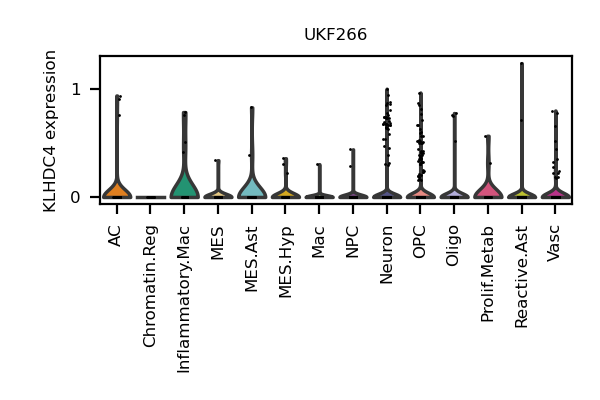 UKF266
KLHDC4 expression
1
0
AC
Chromatin.Reg
Inflammatory.Mac
MES
MES.Ast
MES.Hyp
Mac
NPC
Neuron
OPC
Oligo
Prolif.Metab
Reactive.Ast
Vasc